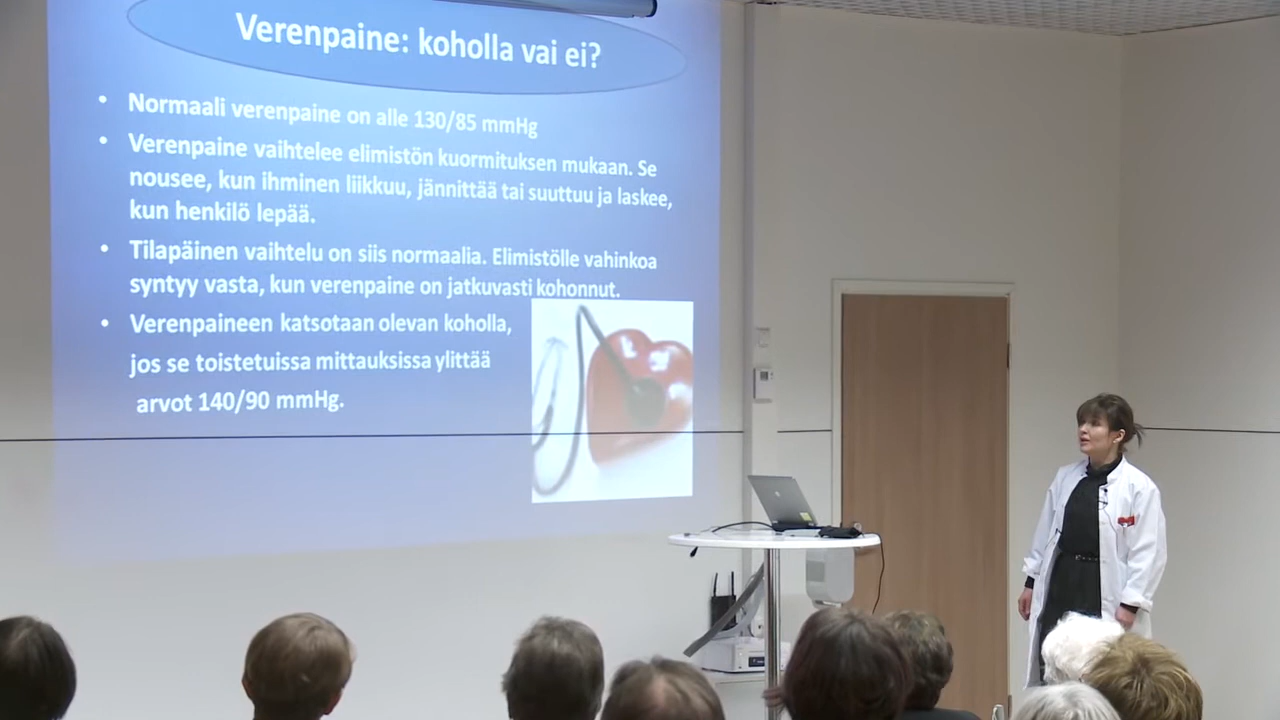 Verenpaine: koholla vai ei?
• Normaali verenpaine on alle 130/85 mmHg
• Verenpaine vaihtelee elimistön kuormituksen mukaan. Se
nousee, kun ihminen liikkuu, jännittää tai suuttuu ja laskee,
kun henkilö lepää.
• Tilapäinen vaihtelu on siis normaalia. Elimistölle vahinkoa
syntyy vasta, kun verenpaine on jatkuvasti kohonnut.
• Verenpaineen katsotaan olevan koholla,
jos se toistetuissa mittauksissa ylittää
arvot 140/90 mmHg.